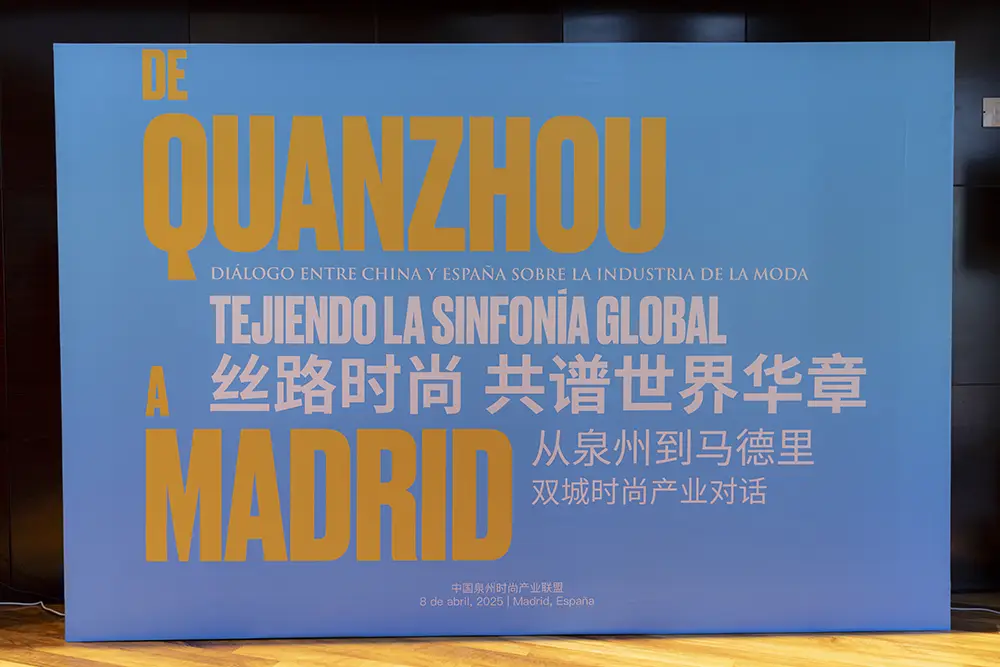 DE
QUANZHOU
DIÁLOGO ENTRE CHINA Y ESPAÑA SOBRE LA INDUSTRIA DE LA MODA
TEJIENDO LA SINFONÍA GLOBAL
丝路时尚 共谱世界华章
A
MADRID
从泉州到马德里
双城时尚产业对话
中国泉州时尚产业联盟
8 de abril, 2025 | Madrid, España